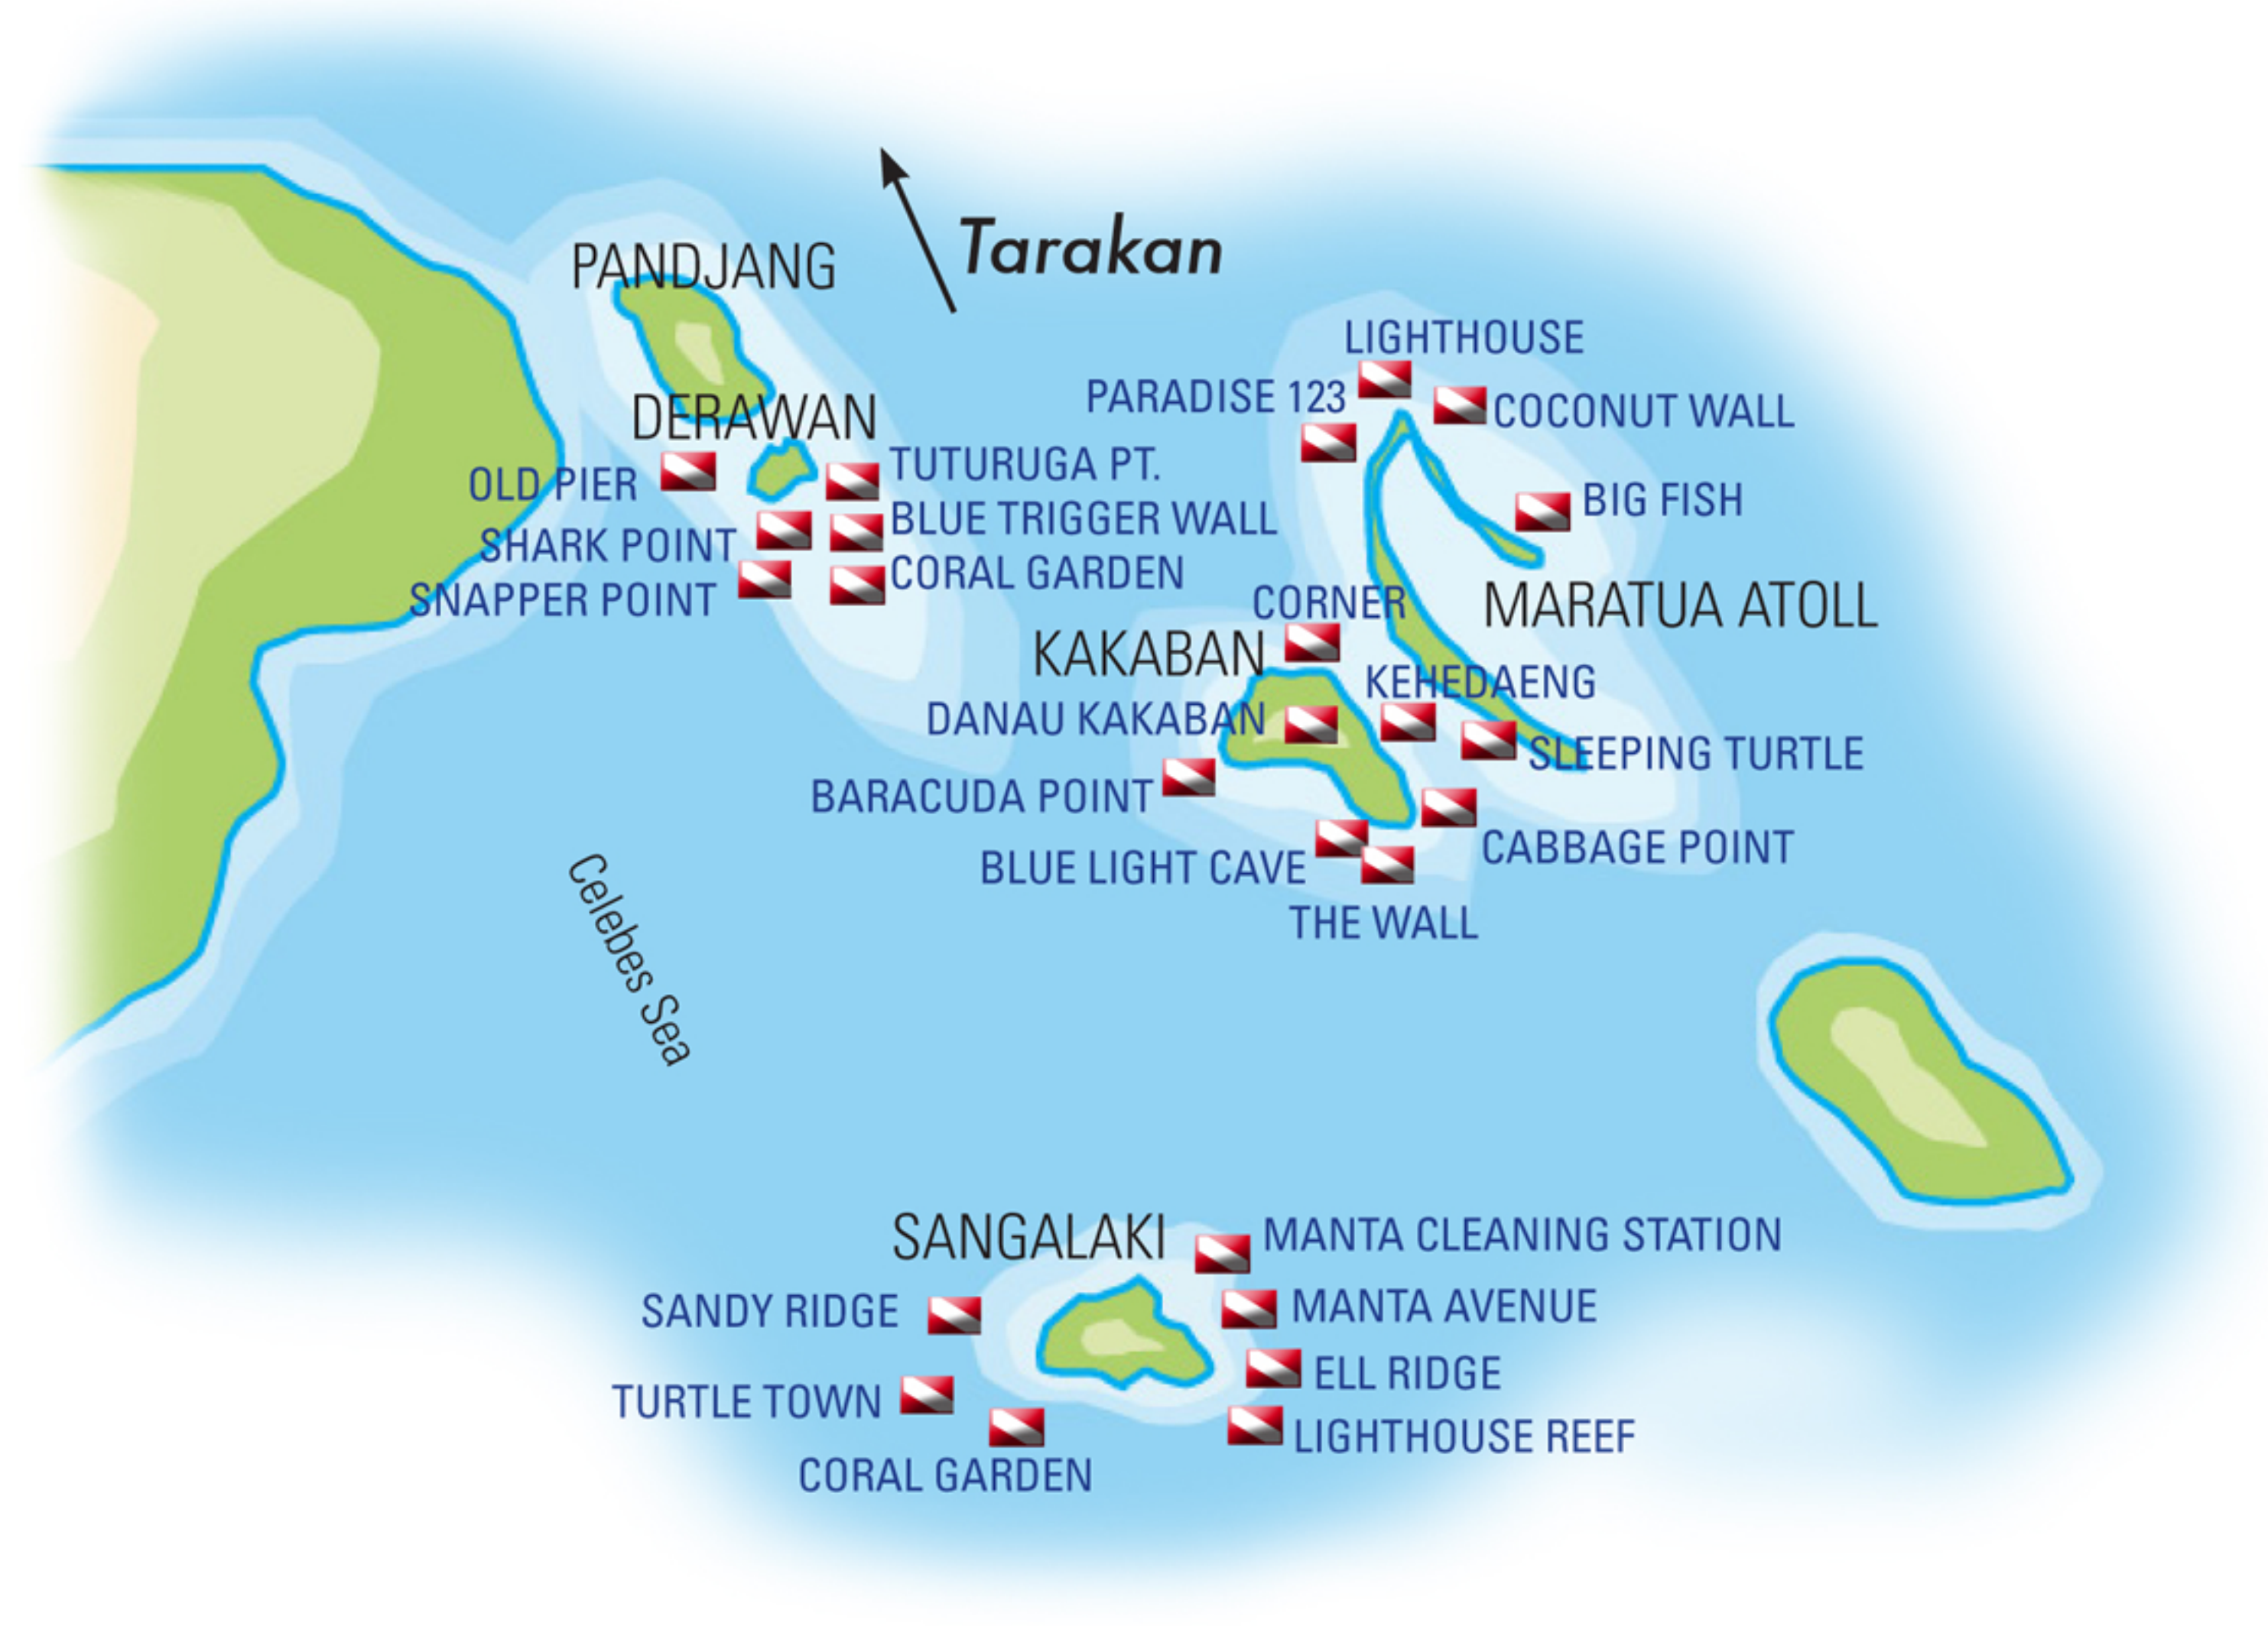 PANDJANG
Tarakan
LIGHTHOUSE
PARADISE 123
COCONUT WALL
DERAWAN
OLD PIER
TUTURUGA PT.
BIG FISH
SHARK POINT
BLUE TRIGGER WALL
SNAPPER POINT
CORAL GARDEN
CORNER
MARATUA ATOLL
KAKABAN
KEHEDAENG
DANAU KAKABAN
SLEEPING TURTLE
BARACUDA POINT
CABBAGE POINT
BLUE LIGHT CAVE
THE WALL
Celebes Sea
SANGALAKI
MANTA CLEANING STATION
SANDY RIDGE
MANTA AVENUE
ELL RIDGE
TURTLE TOWN
LIGHTHOUSE REEF
CORAL GARDEN